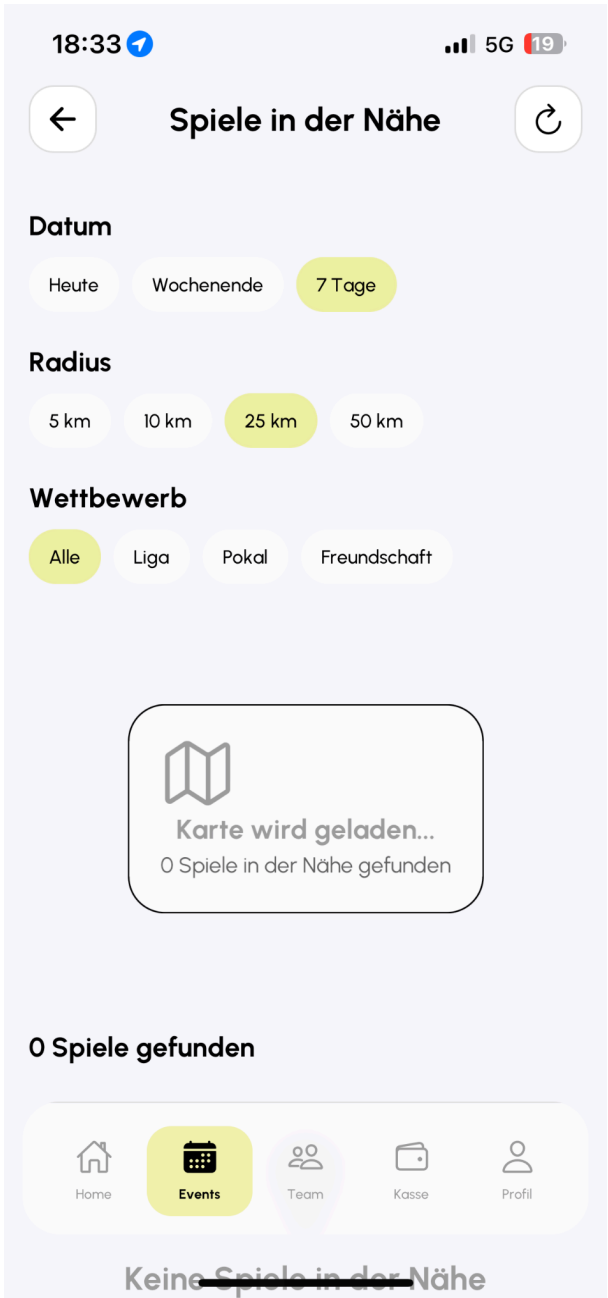 18:33 5G 19
Spiele in der Nähe
Datum
Heute Wochenende 7 Tage
Radius
5 km 10 km 25 km 50 km
Wettbewerb
Alle Liga Pokal Freundschaft
Karte wird geladen...
0 Spiele in der Nähe gefunden
0 Spiele gefunden
Home Events Team Kasse Profil
Keine Spiele in der Nähe